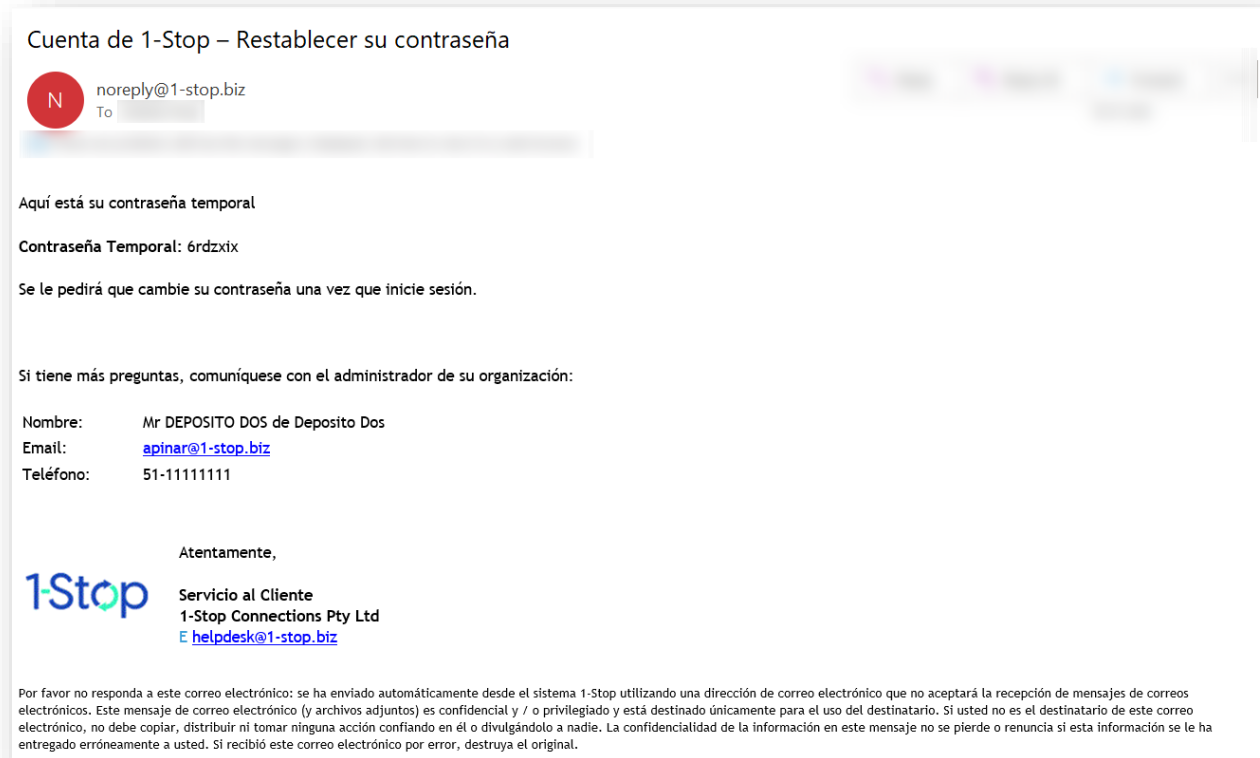 Cuenta de 1-Stop – Restablecer su contraseña
N
noreply@1-stop.biz
To
Aquí está su contraseña temporal
Contraseña Temporal: 6rdzxix
Se le pedirá que cambie su contraseña una vez que inicie sesión.
Si tiene más preguntas, comuníquese con el administrador de su organización:
Nombre: Mr DEPOSITO DOS de Deposito Dos
Email: apinar@1-stop.biz
Teléfono: 51-11111111
Atentamente,
1-Stop
Servicio al Cliente
1-Stop Connections Pty Ltd
E helpdesk@1-stop.biz
Por favor no responda a este correo electrónico: se ha enviado automáticamente desde el sistema 1-Stop utilizando una dirección de correo electrónico que no aceptará la recepción de mensajes de correos
electrónicos. Este mensaje de correo electrónico (y archivos adjuntos) es confidencial y / o privilegiado y está destinado únicamente para el uso del destinatario. Si usted no es el destinatario de este correo
electrónico, no debe copiar, distribuir ni tomar ninguna acción confiando en él o divulgándolo a nadie. La confidencialidad de la información en este mensaje no se pierde o renuncia si esta información se le ha
entregado erróneamente a usted. Si recibió este correo electrónico por error, destruya el original.